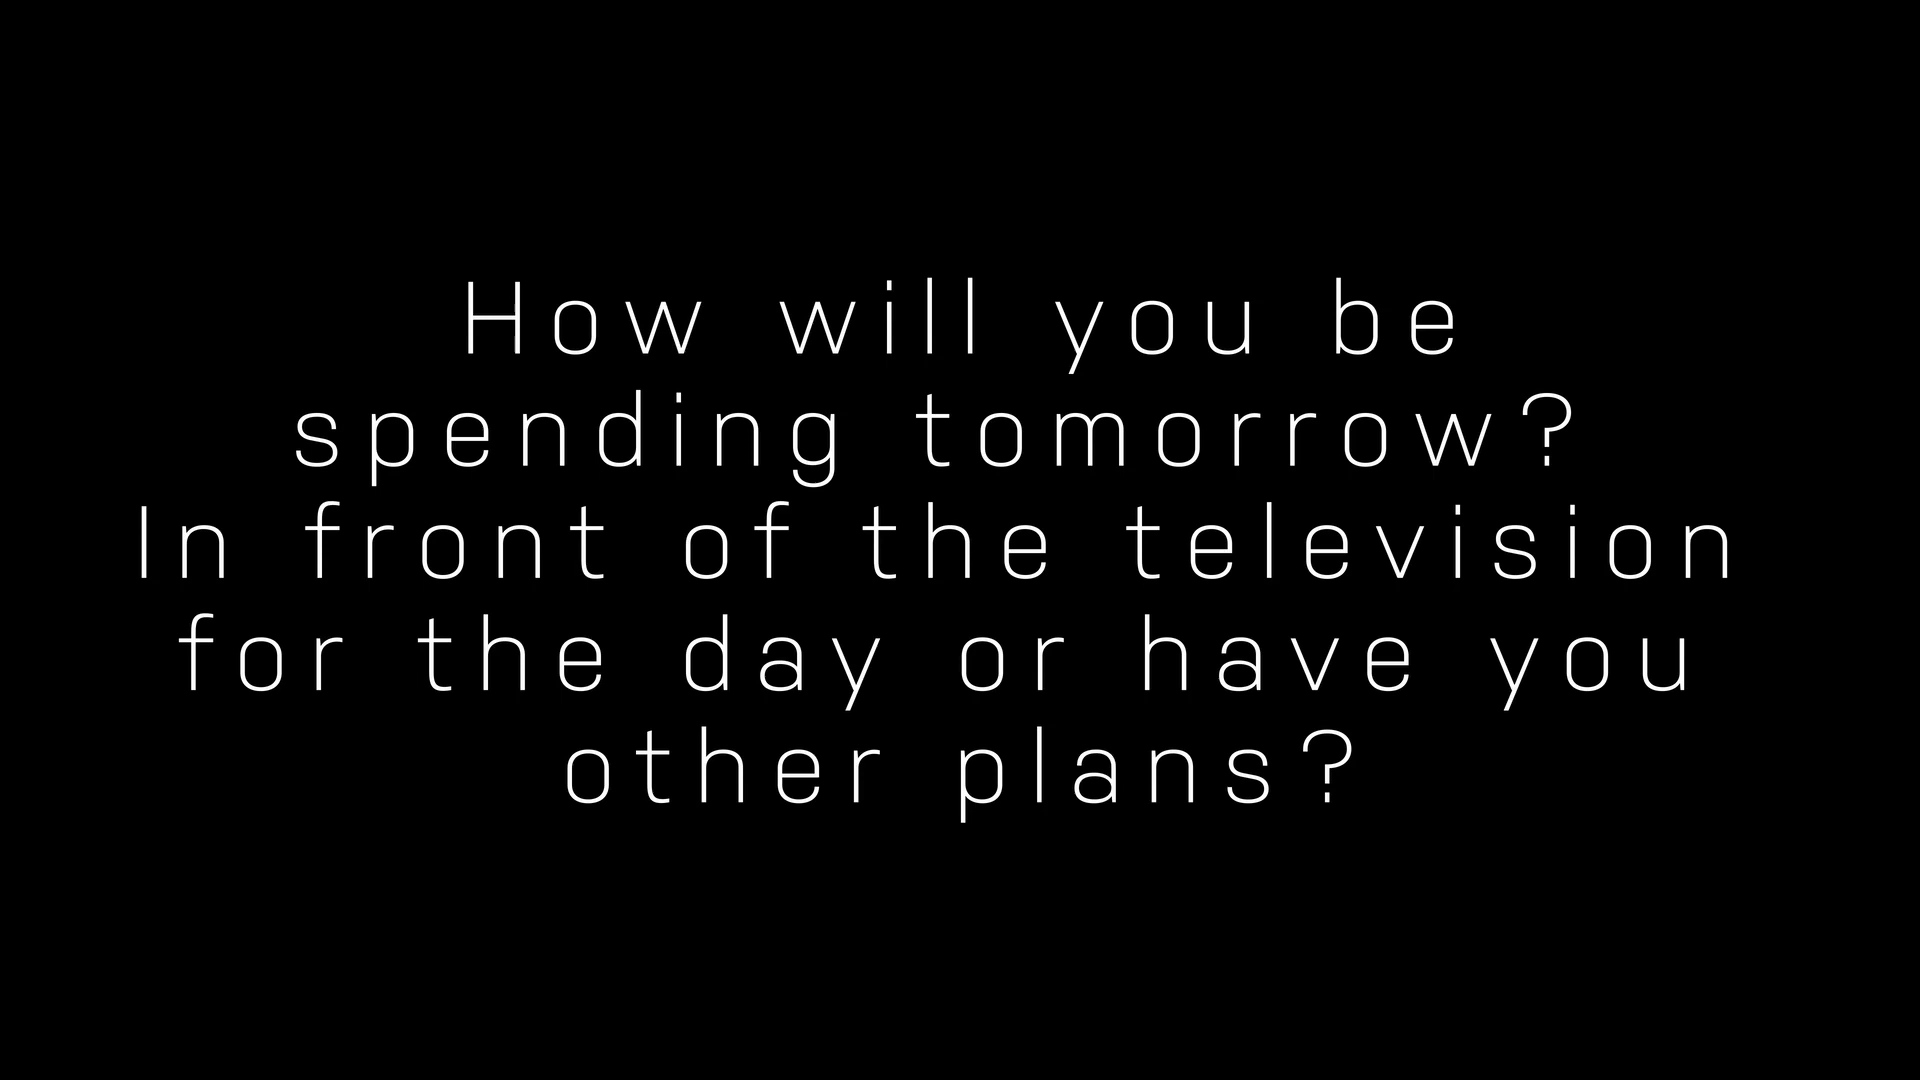 How will you be
spending tomorrow?
In front of the television
for the day or have you
other plans?